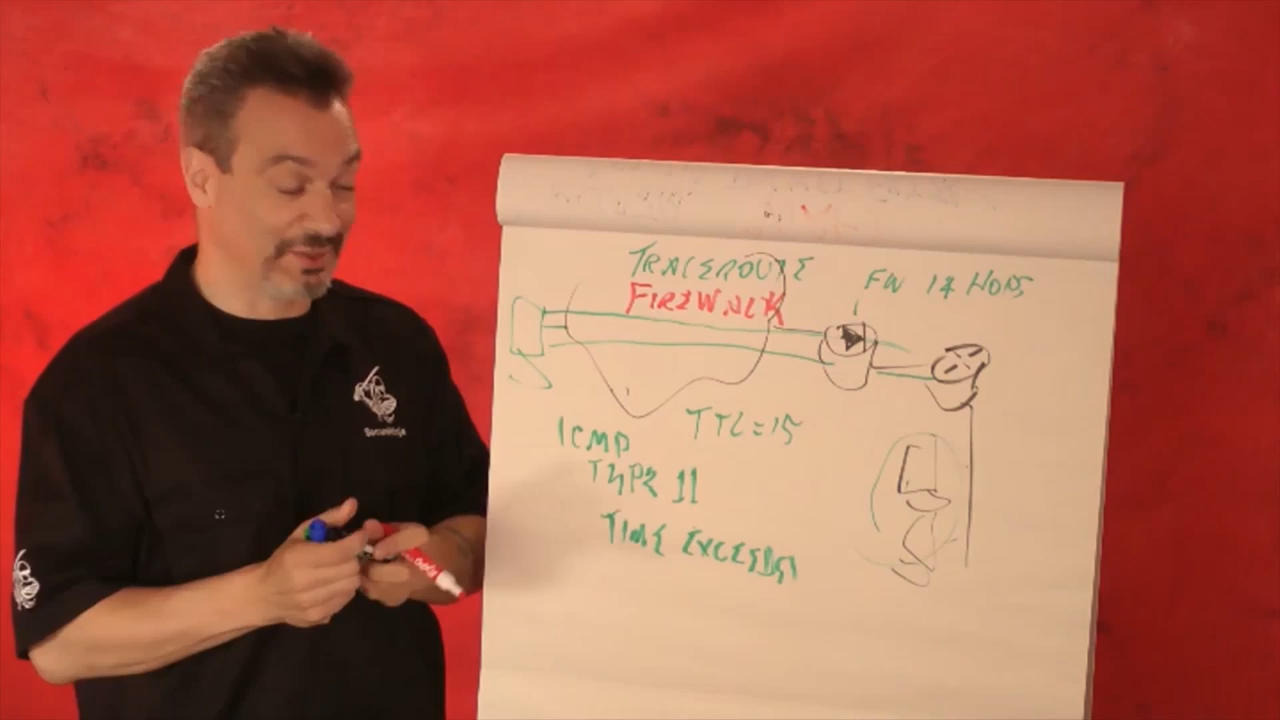 TRACEROUTE
FIREWALK
FW 14 HOPS
TTL=15
ICMP
TYPE 11
TIME EXCEEDED